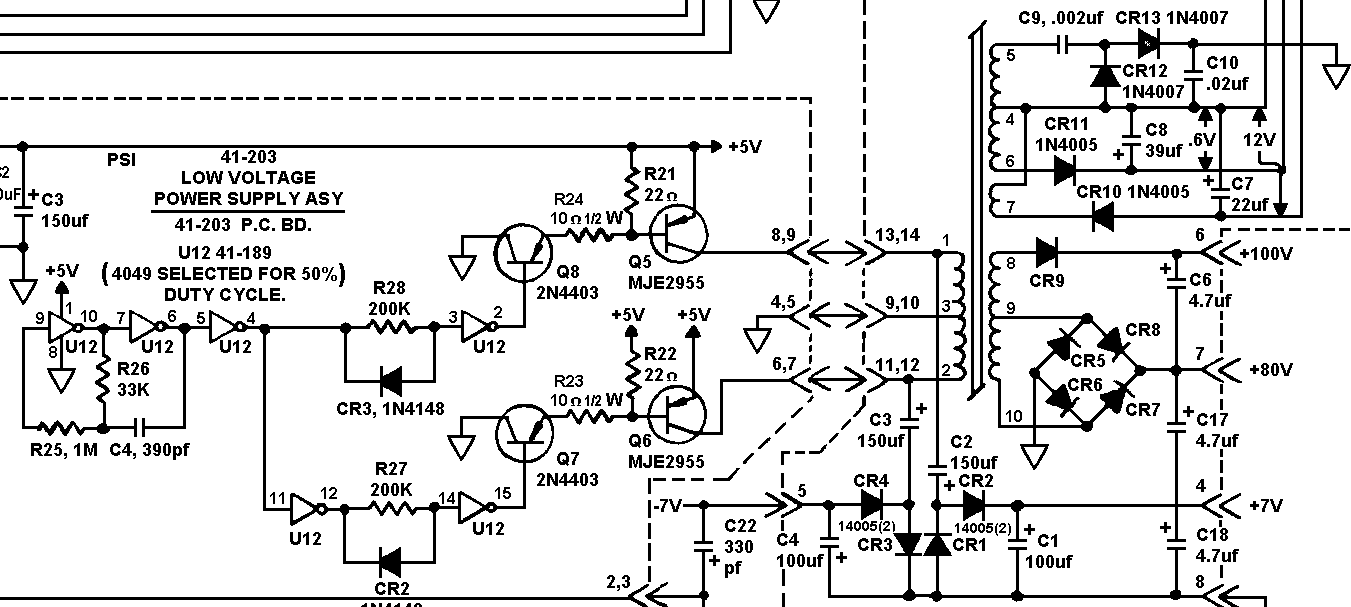 C9, .002uf CR13 1N4007
5
CR12
1N4007
C10
.02uf
4
CR11
1N4005
C8
39uf
+
.6V
12V
6
CR10 1N4005
+
C7
22uf
7
PSI
41-203
LOW VOLTAGE
POWER SUPPLY ASY
41-203 P.C. BD.
U12 41-189
(4049 SELECTED FOR 50%)
DUTY CYCLE.
+
C3
150uf
+5V
R21
22Ω
R24
10Ω 1/2 W
Q5
MJE2955
Q8
2N4403
8,9
13,14
1
8
CR9
6
+100V
+
C6
4.7uf
+5V
9
1
10
7
6
5
4
8
U12
U12
U12
R26
33K
R25, 1M
C4, 390pf
R28
200K
3
2
U12
CR3, 1N4148
+5V
+5V
R22
22Ω
R23
10Ω 1/2 W
Q6
MJE2955
Q7
2N4403
4,5
9,10
3
9
6,7
11,12
2
CR8
CR5
CR6
CR7
7
+80V
10
+
C17
4.7uf
C3
150uf
+
C2
150uf
+
R27
200K
11
12
14
15
U12
U12
CR2
1N4148
-7V
5
CR4
14005(2)
CR3
CR2
14005(2)
CR1
4
+7V
C22
330
pf
+
C4
100uf
+
+
C1
100uf
+
C18
4.7uf
2,3
8